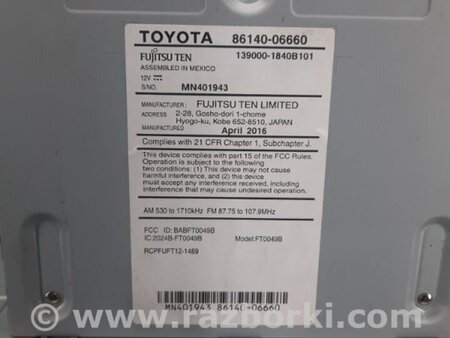 TOYOTA 86140-06660
FUJITSU TEN 139000-1840B101
ASSEMBLED IN MEXICO
12V
S/NO. MN401943
MANUFACTURER: FUJITSU TEN LIMITED
ADDRESS 2-28, Gosho-dori 1-chome
Hyogo-ku, Kobe 652-8510, JAPAN
MANUFACTURED April 2016
Complies with 21 CFR Chapter 1, Subchapter J.
This device complies with part 15 of the FCC Rules.
Operation is subject to the following
two conditions: (1) This device may not cause
harmful interference, and (2) this device
must accept any interference received, including
interference that may cause undesired
operation.
AM 530 to 1710kHz FM 87.75 to 107.9MHz
FCC ID: BABFT0049B
IC:2024B-FT0049B Model:FT0049B
RCPFUFT12-1489
MN401943 86140-06660
© www.razborki.com